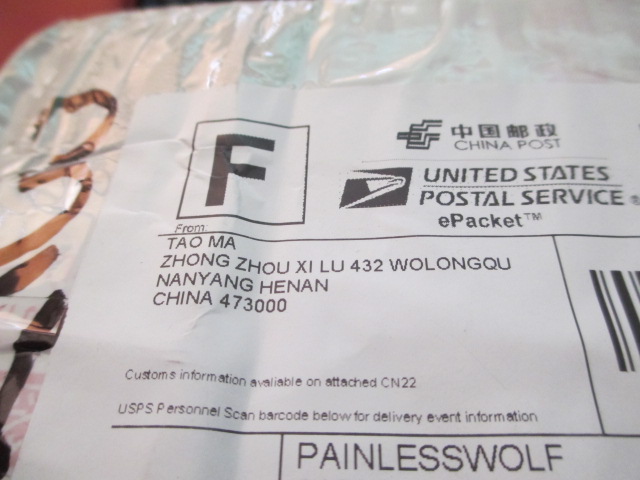 F
中国邮政
CHINA POST
UNITED STATES
POSTAL SERVICE ®
ePacket™
From:
TAO MA
ZHONG ZHOU XI LU 432 WOLONGQU
NANYANG HENAN
CHINA 473000
Customs information avaliable on attached CN22
USPS Personnel Scan barcode below for delivery event information
PAINLESSWOLF